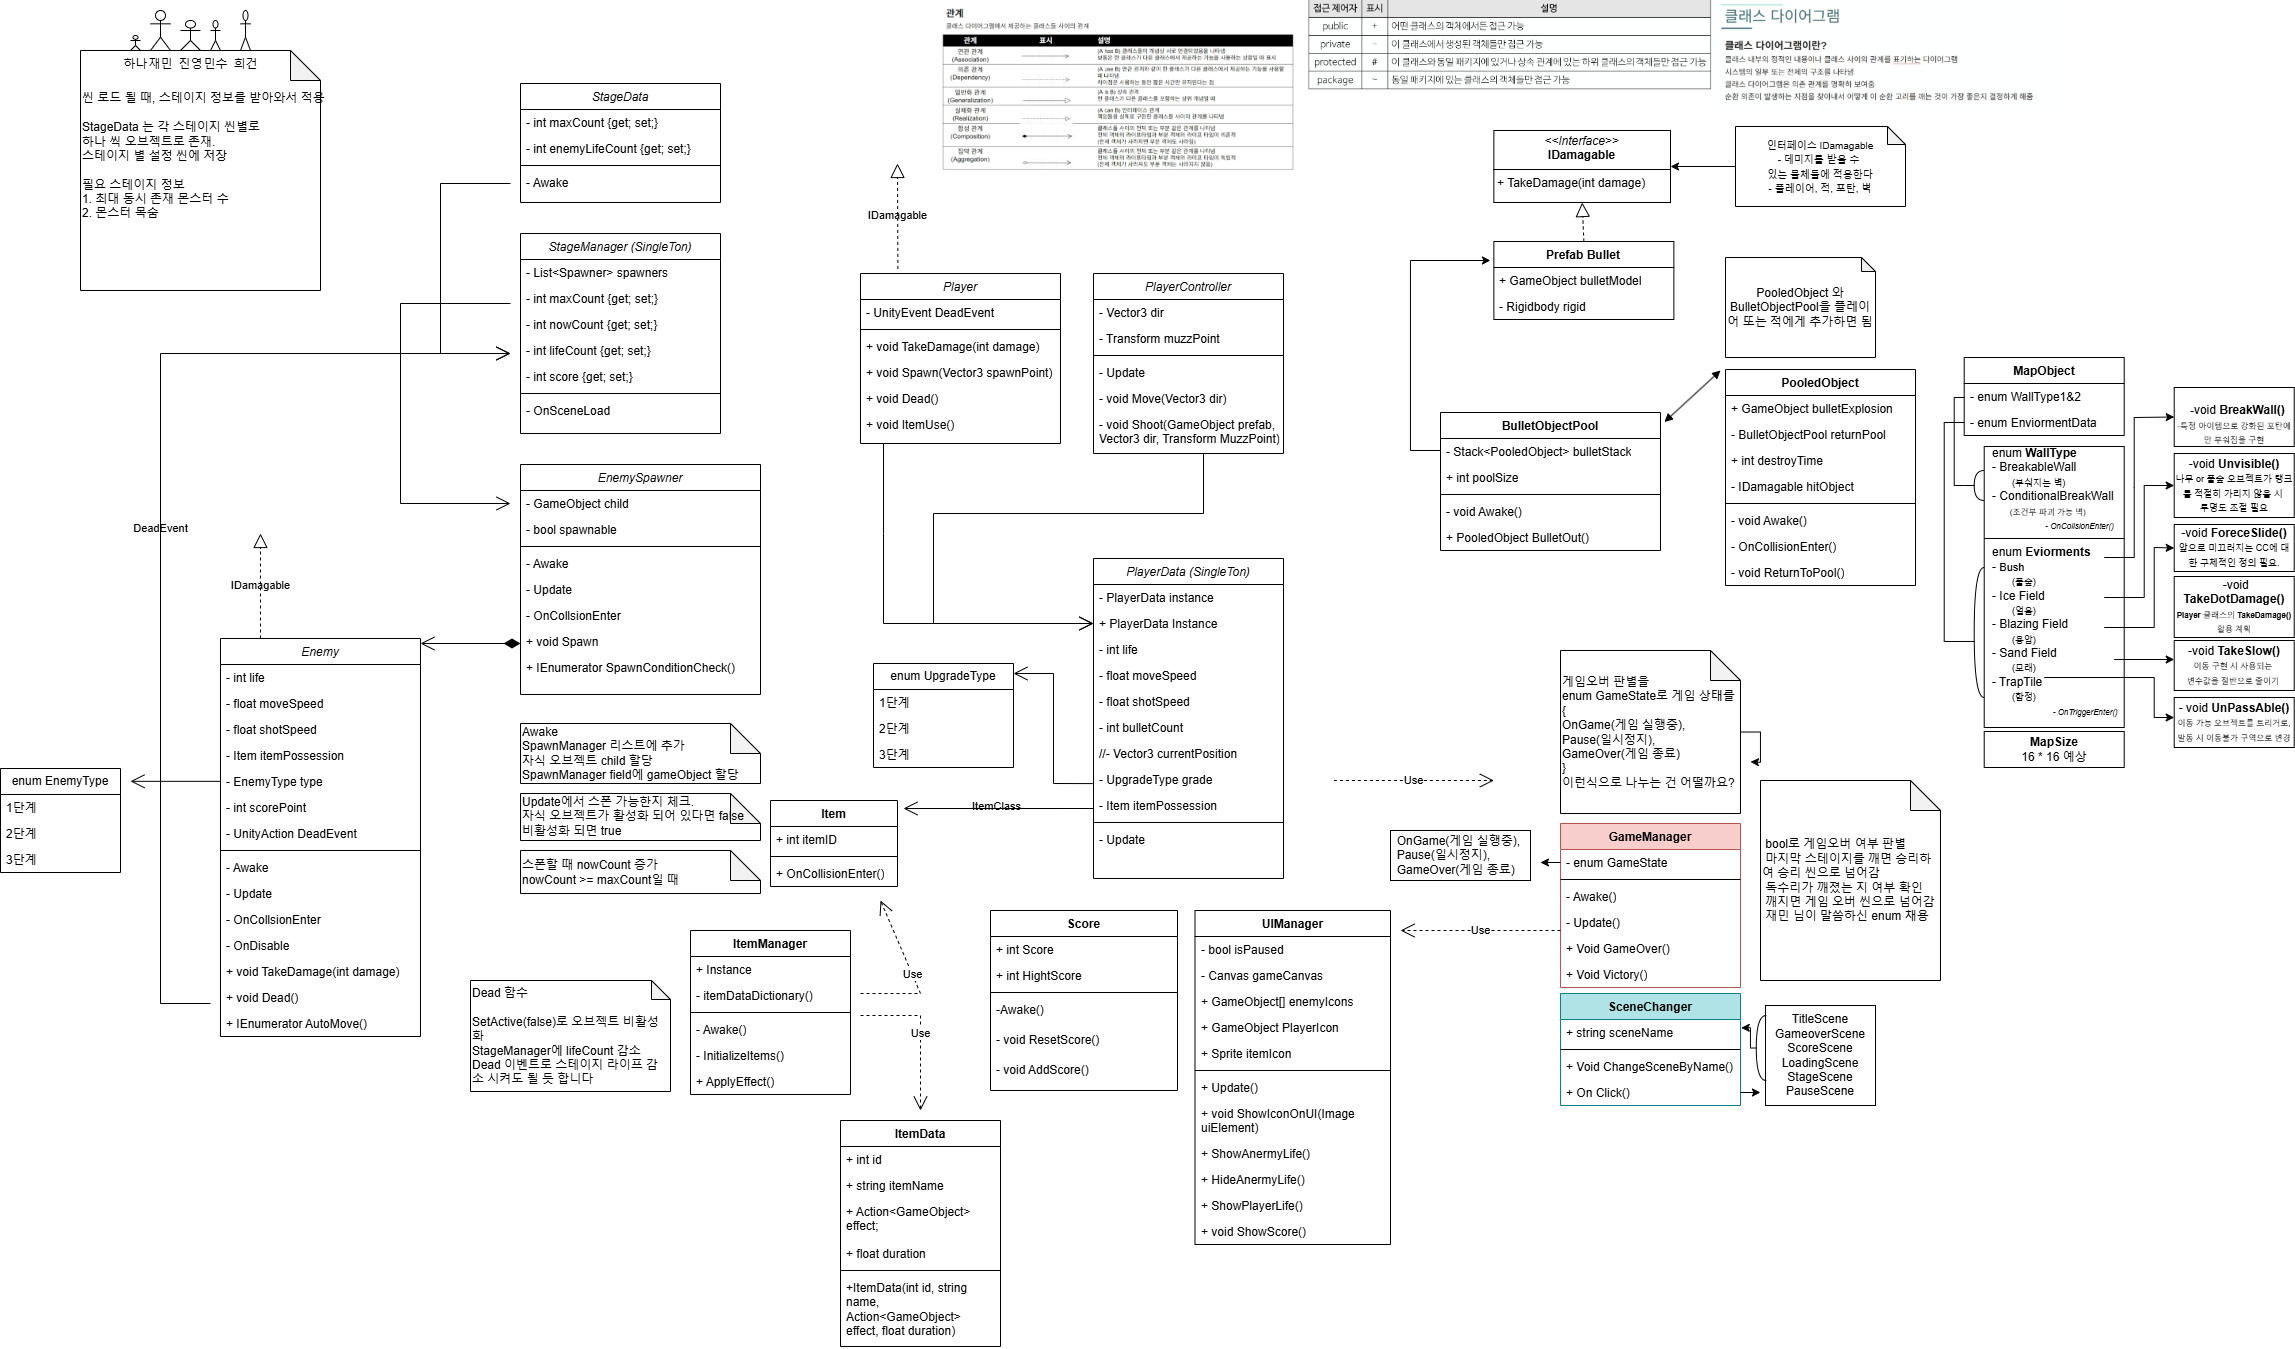 하나재민 진영민수 희건
씬 로드 될 때, 스테이지 정보를 받아와서 적용
StageData 는 각 스테이지 씬별로
하나 씩 오브젝트로 존재.
스테이지 별 설정 씬에 저장
필요 스테이지 정보
1. 최대 동시 존재 몬스터 수
2. 몬스터 목숨
StageData
- int maxCount {get; set;}
- int enemyLifeCount {get; set;}
- Awake
StageManager (SingleTon)
- List<Spawner> spawners
- int maxCount {get; set;}
- int nowCount {get; set;}
- int lifeCount {get; set;}
- int score {get; set;}
- OnSceneLoad
EnemySpawner
- GameObject child
- bool spawnable
- Awake
- Update
- OnCollsionEnter
+ void Spawn
+ IEnumerator SpawnConditionCheck()
DeadEvent
IDamagable
Enemy
- int life
- float moveSpeed
- float shotSpeed
- Item itemPossession
- EnemyType type
- int scorePoint
- UnityAction DeadEvent
- Awake
- Update
- OnCollsionEnter
- OnDisable
+ void TakeDamage(int damage)
+ void Dead()
+ IEnumerator AutoMove()
enum EnemyType
1단계
2단계
3단계
Awake
SpawnManager 리스트에 추가
자식 오브젝트 child 할당
SpawnManager field에 gameObject 할당
Update에서 스폰 가능한지 체크.
자식 오브젝트가 활성화 되어 있다면 false
비활성화 되면 true
스폰할 때 nowCount 증가
nowCount >= maxCount일 때
Dead 함수
SetActive(false)로 오브젝트 비활성
화
StageManager에 lifeCount 감소
Dead 이벤트로 스테이지 라이프 감
소 시켜도 될 듯 합니다
관계
클래스 다이어그램에서 제공하는 클래스들 사이의 관계
관계 표시 설명
연관 관계
(Association)
의존 관계
(Dependency)
일반화 관계
(Generalization)
실체화 관계
(Realization)
합성 관계
(Composition)
집약 관계
(Aggregation)
접근 제어자 표시 설명
public + 어떤 클래스의 객체에서든 접근 가능
private - 이 클래스에서 생성된 객체들만 접근 가능
protected # 이 클래스와 동일 패키지에 있거나 상속 관계에 있는 하위 클래스의 객체들만 접근 가능
package ~ 동일 패키지에 있는 클래스의 객체들만 접근 가능
클래스 다이어그램
클래스 다이어그램이란?
클래스 내부의 정적인 내용이나 클래스 사이의 관계를 표기하는 다이어그램
시스템의 일부 또는 전체의 구조를 나타냄
클래스 다이어그램은 의존 관계를 명확히 보여줌
순환 의존이 발생하는 지점을 찾아내서 어떻게 이 순환 고리를 깨는 것이 가장 좋은지 결정하게 해줌
IDamagable
Player
- UnityEvent DeadEvent
+ void TakeDamage(int damage)
+ void Spawn(Vector3 spawnPoint)
+ void Dead()
+ void ItemUse()
PlayerController
- Vector3 dir
- Transform muzzPoint
- Update
- void Move(Vector3 dir)
- void Shoot(GameObject prefab,
Vector3 dir, Transform MuzzPoint)
PlayerData (SingleTon)
- PlayerData instance
+ PlayerData Instance
- int life
- float moveSpeed
- float shotSpeed
- int bulletCount
//- Vector3 currentPosition
- UpgradeType grade
- Item itemPossession
- Update
enum UpgradeType
1단계
2단계
3단계
ItemClass
Item
+ int itemID
+ OnCollisionEnter()
ItemManager
+ Instance
- itemDataDictionary()
- Awake()
- InitializeItems()
+ ApplyEffect()
Use
Use
ItemData
+ int id
+ string itemName
+ Action<GameObject>
effect;
+ float duration
+ItemData(int id, string
name,
Action<GameObject>
effect, float duration)
Score
+ int Score
+ int HightScore
-Awake()
- void ResetScore()
- void AddScore()
UIManager
- bool isPaused
- Canvas gameCanvas
+ GameObject[] enemyIcons
+ GameObject PlayerIcon
+ Sprite itemIcon
+ Update()
+ void ShowIconOnUI(Image
uiElement)
+ ShowAnermyLife()
+ HideAnermyLife()
+ ShowPlayerLife()
+ void ShowScore()
<<Interface>>
IDamagable
+ TakeDamage(int damage)
인터페이스 IDamagable
- 데미지를 받을 수
있는 물체들에 적용한다
- 플레이어, 적, 포탄, 벽
Prefab Bullet
+ GameObject bulletModel
- Rigidbody rigid
PooledObject 와
BulletObjectPool을 플레이
어 또는 적에게 추가하면 됨
BulletObjectPool
- Stack<PooledObject> bulletStack
+ int poolSize
- void Awake()
+ PooledObject BulletOut()
PooledObject
+ GameObject bulletExplosion
- BulletObjectPool returnPool
+ int destroyTime
- IDamagable hitObject
- void Awake()
- OnCollisionEnter()
- void ReturnToPool()
MapObject
- enum WallType1&2
- enum EnviormentData
enum WallType
- BreakableWall
(부숴지는 벽)
- ConditionalBreakWall
(조건부 파괴 가능 벽)
- OnCollisionEnter()
enum Eviorments
- Bush
(풀숲)
- Ice Field
(얼음)
- Blazing Field
(용암)
- Sand Field
(모래)
- TrapTile
(함정)
- OnTriggerEnter()
MapSize
16 * 16 예상
-void BreakWall()
-특정 아이템으로 강화된 포탄에
만 부숴짐을 구현
-void Unvisible()
나무 or 풀숲 오브젝트가 탱크
를 적절히 가리지 않을 시
투명도 조절 필요
-void ForeceSlide()
앞으로 미끄러지는 CC에 대
한 구체적인 정의 필요.
-void
TakeDotDamage()
Player 클래스의 TakeDamage()
활용 계획
-void TakeSlow()
이동 구현 시 사용되는
변수값을 절반으로 줄이기
- void UnPassAble()
이동 가능 오브젝트를 트리거로,
발동 시 이동불가 구역으로 변경
게임오버 판별을
enum GameState로 게임 상태를
{
OnGame(게임 실행중),
Pause(일시정지),
GameOver(게임 종료)
}
이런식으로 나누는 건 어떨까요?
Use
OnGame(게임 실행중),
Pause(일시정지),
GameOver(게임 종료)
Use
GameManager
- enum GameState
- Awake()
- Update()
+ Void GameOver()
+ Void Victory()
bool로 게임오버 여부 판별
마지막 스테이지를 깨면 승리하
여 승리 씬으로 넘어감
독수리가 깨졌는 지 여부 확인
깨지면 게임 오버 씬으로 넘어감
재민 님이 말씀하신 enum 채용
SceneChanger
+ string sceneName
+ Void ChangeSceneByName()
+ On Click()
TitleScene
GameoverScene
ScoreScene
LoadingScene
StageScene
PauseScene